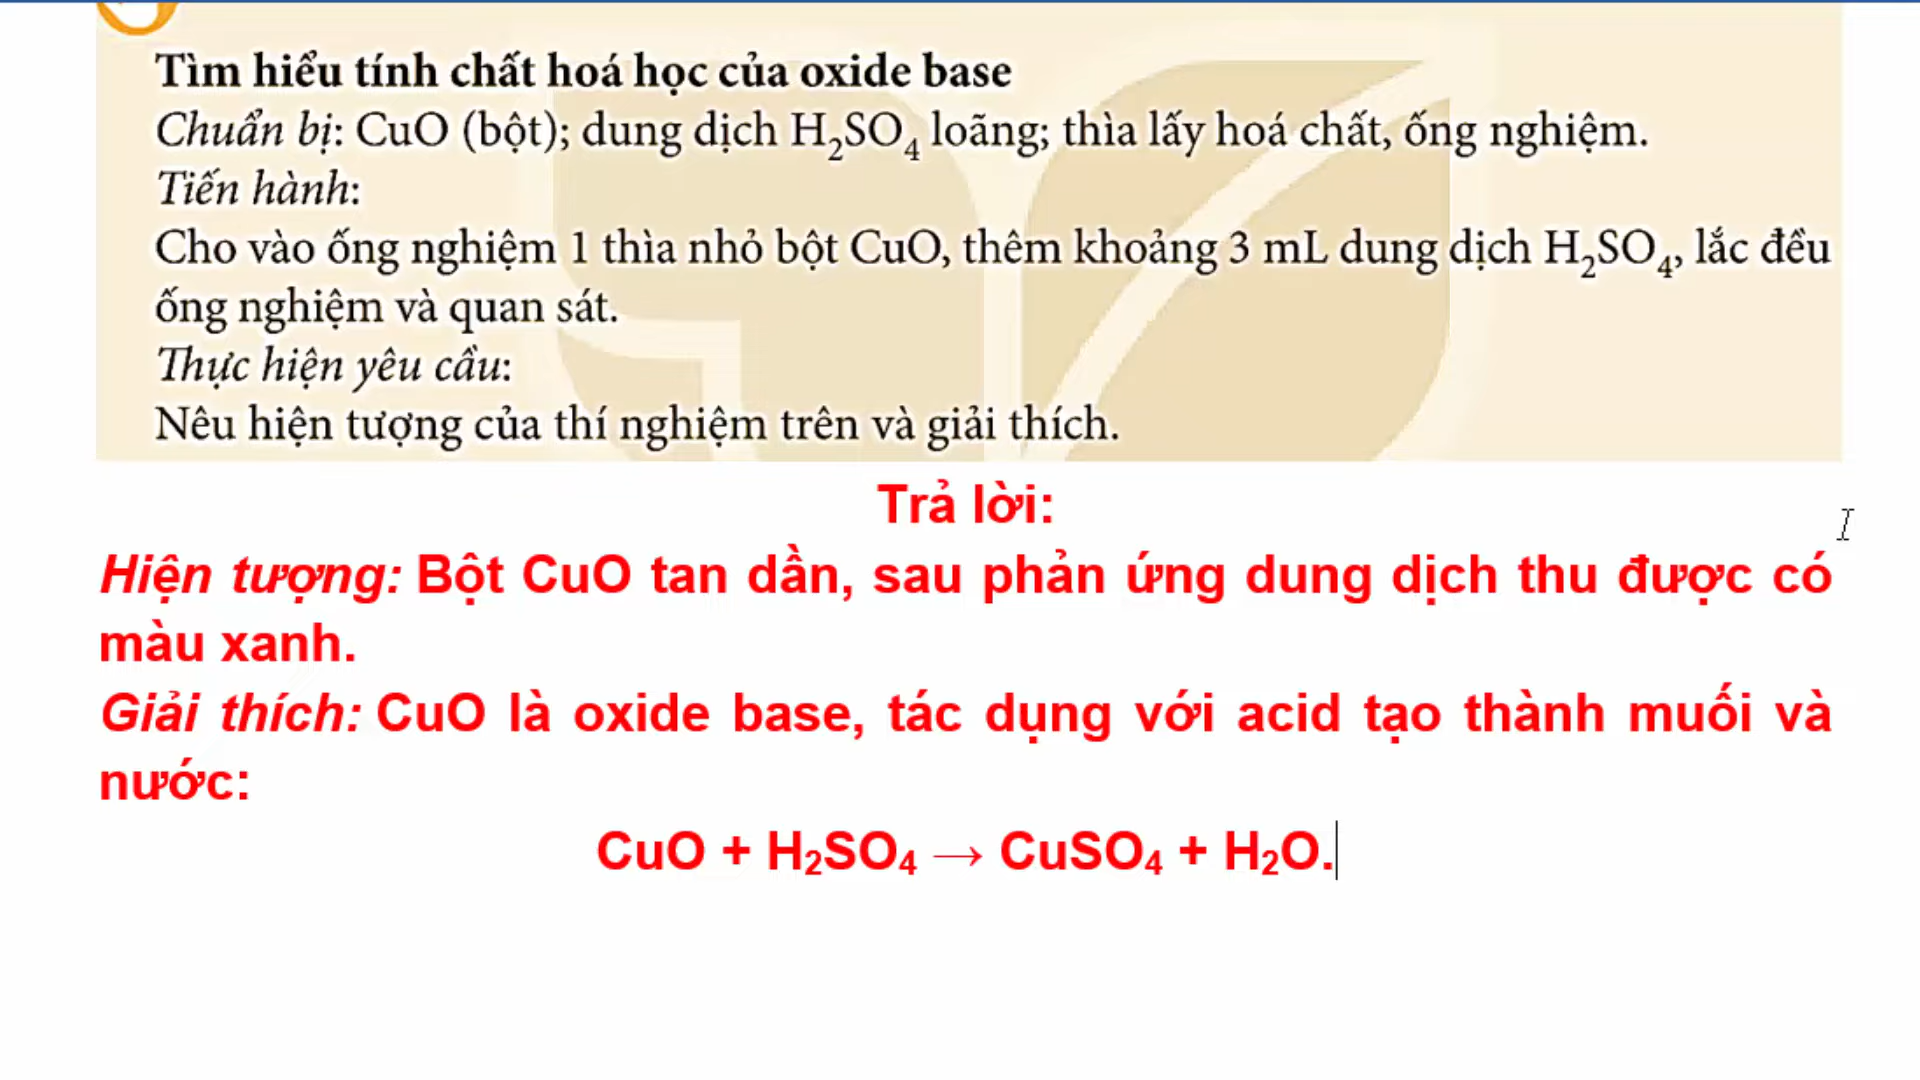 Tìm hiểu tính chất hoá học của oxide base
Chuẩn bị: CuO (bột); dung dịch H₂SO₄ loãng; thìa lấy hoá chất, ống nghiệm.
Tiến hành:
Cho vào ống nghiệm 1 thìa nhỏ bột CuO, thêm khoảng 3 mL dung dịch H₂SO₄, lắc đều
ống nghiệm và quan sát.
Thực hiện yêu cầu:
Nêu hiện tượng của thí nghiệm trên và giải thích.
Trả lời:
Hiện tượng: Bột CuO tan dần, sau phản ứng dung dịch thu được có
màu xanh.
Giải thích: CuO là oxide base, tác dụng với acid tạo thành muối và
nước:
CuO + H₂SO₄ → CuSO₄ + H₂O.